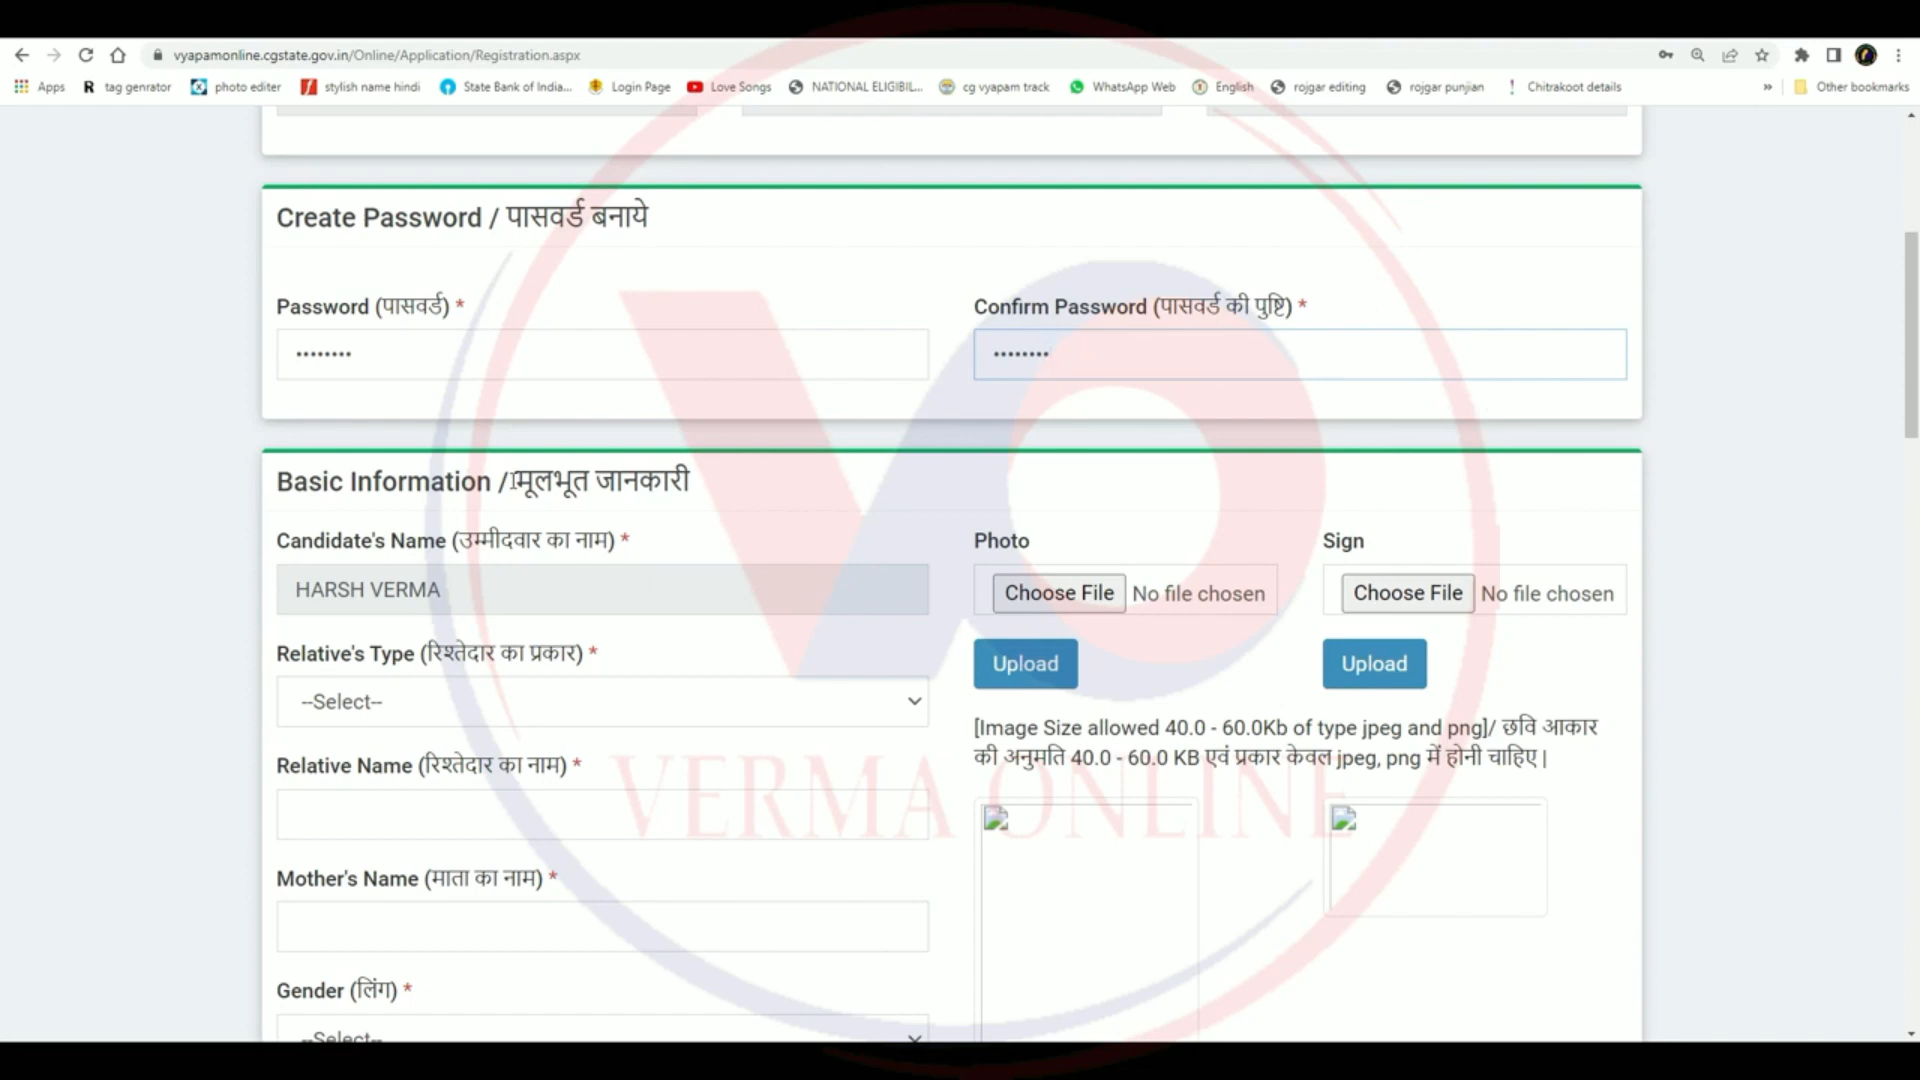 vyapamonline.cgstate.gov.in/Online/Application/Registration.aspx
Apps tag genrator photo editor stylish name hindi State Bank of India... Login Page Love Songs NATIONAL ELIGIBIL... cg vyapam track WhatsApp Web English rojgar editing rojgar punjian Chitrakoot details » Other bookmarks
Create Password / पासवर्ड बनाये
Password (पासवर्ड) * Confirm Password (पासवर्ड की पुष्टि) *
•••••••• ••••••••
Basic Information / मूलभूत जानकारी
Candidate's Name (उम्मीदवार का नाम) * Photo Sign
HARSH VERMA Choose File No file chosen Choose File No file chosen
Relative's Type (रिश्तेदार का प्रकार) *
Upload Upload
--Select--
[Image Size allowed 40.0 - 60.0Kb of type jpeg and png]/ छवि आकार
की अनुमति 40.0 - 60.0 KB एवं प्रकार केवल jpeg, png में होनी चाहिए |
Relative Name (रिश्तेदार का नाम) *
VERMA ONLINE
Mother's Name (माता का नाम) *
Gender (लिंग) *
--Select--